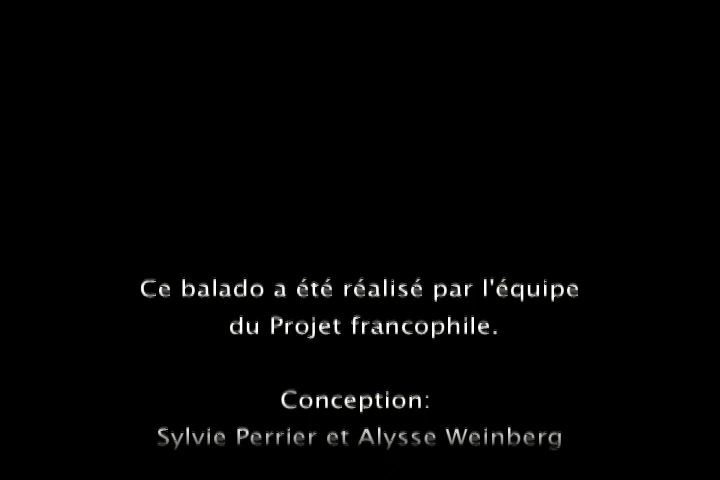 Ce balado a été réalisé par l'équipe
du Projet francophile.
Conception:
Sylvie Perrier et Alysse Weinberg